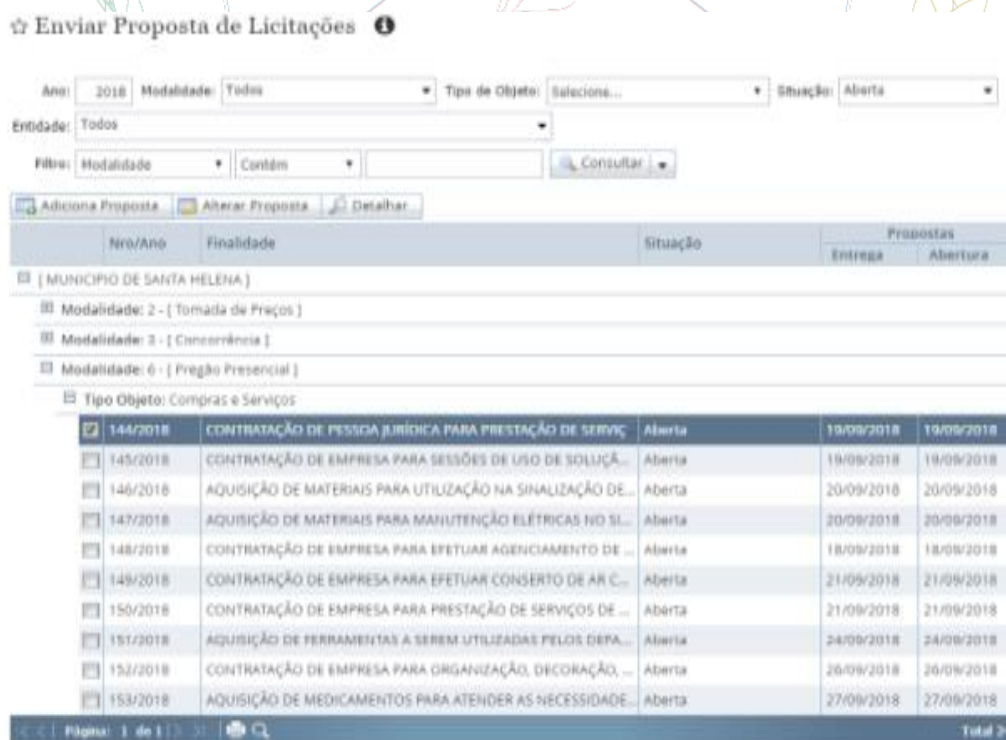 Enviar Proposta de Licitações
Ano: 2018 Modalidade: Todos Tipo de Objeto: Selecione... Situação: Aberta
Entidade: Todos
Filtro: Modalidade Contém Consultar
Adiciona Proposta Alterar Proposta Detalhar
Nro/Ano Finalidade Situação Propostas
Entrega Abertura
[ MUNICIPIO DE SANTA HELENA ]
Modalidade: 2 - [ Tomada de Preços ]
Modalidade: 3 - [ Concorrência ]
Modalidade: 6 - [ Pregão Presencial ]
Tipo Objeto: Compras e Serviços
144/2018 CONTRATAÇÃO DE PESSOA JURÍDICA PARA PRESTAÇÃO DE SERVIÇ Aberta 19/09/2018 19/09/2018
145/2018 CONTRATAÇÃO DE EMPRESA PARA SESSÕES DE USO DE SOLUÇÃ... Aberta 19/09/2018 19/09/2018
146/2018 AQUISIÇÃO DE MATERIAIS PARA UTILIZAÇÃO NA SINALIZAÇÃO DE... Aberta 20/09/2018 20/09/2018
147/2018 AQUISIÇÃO DE MATERIAIS PARA MANUTENÇÃO ELÉTRICAS NO SI... Aberta 20/09/2018 20/09/2018
148/2018 CONTRATAÇÃO DE EMPRESA PARA EFETUAR AGENCIAMENTO DE ... Aberta 18/09/2018 18/09/2018
149/2018 CONTRATAÇÃO DE EMPRESA PARA EFETUAR CONSERTO DE AR C... Aberta 21/09/2018 21/09/2018
150/2018 CONTRATAÇÃO DE EMPRESA PARA PRESTAÇÃO DE SERVIÇOS DE ... Aberta 21/09/2018 21/09/2018
151/2018 AQUISIÇÃO DE FERRAMENTAS A SEREM UTILIZADAS PELOS DEPA... Aberta 24/09/2018 24/09/2018
152/2018 CONTRATAÇÃO DE EMPRESA PARA ORGANIZAÇÃO, DECORAÇÃO, ... Aberta 26/09/2018 26/09/2018
153/2018 AQUISIÇÃO DE MEDICAMENTOS PARA ATENDER AS NECESSIDADE... Aberta 27/09/2018 27/09/2018
Página: 1 de 1 Total